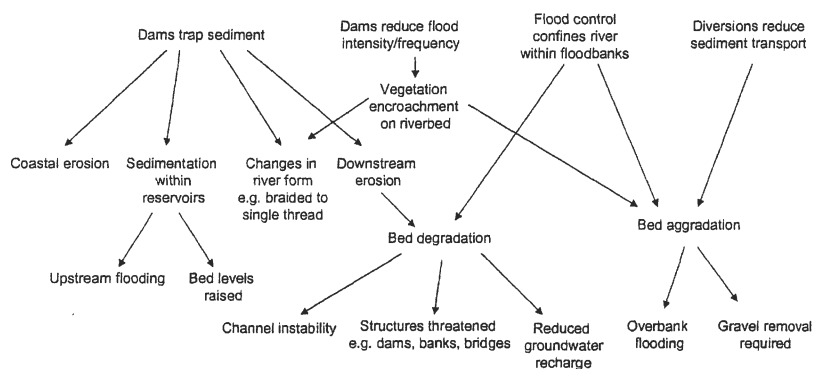 Dams trap sediment
Dams reduce flood
intensity/frequency
Flood control
confines river
within floodbanks
Diversions reduce
sediment transport
Vegetation
encroachment
on riverbed
Coastal erosion
Sedimentation
within
reservoirs
Changes in
river form
e.g. braided to
single thread
Downstream
erosion
Bed degradation
Bed aggradation
Upstream flooding
Bed levels
raised
Channel instability
Structures threatened
e.g. dams, banks, bridges
Reduced
groundwater
recharge
Overbank
flooding
Gravel removal
required